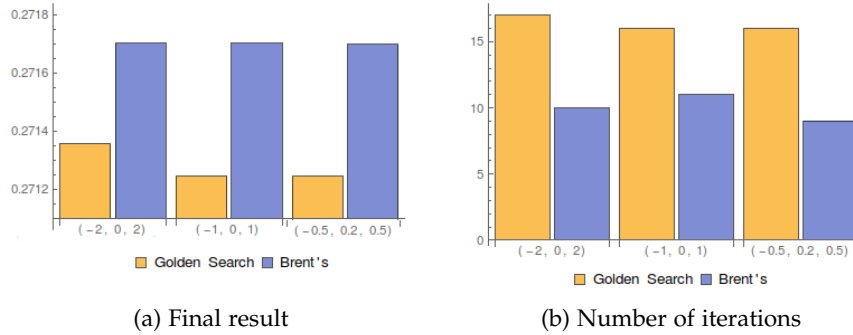 0.2718
0.2716
0.2714
0.2712
(-2, 0, 2) (-1, 0, 1) (-0.5, 0.2, 0.5)
Golden Search Brent's
(a) Final result
15
10
5
0
(-2, 0, 2) (-1, 0, 1) (-0.5, 0.2, 0.5)
Golden Search Brent's
(b) Number of iterations